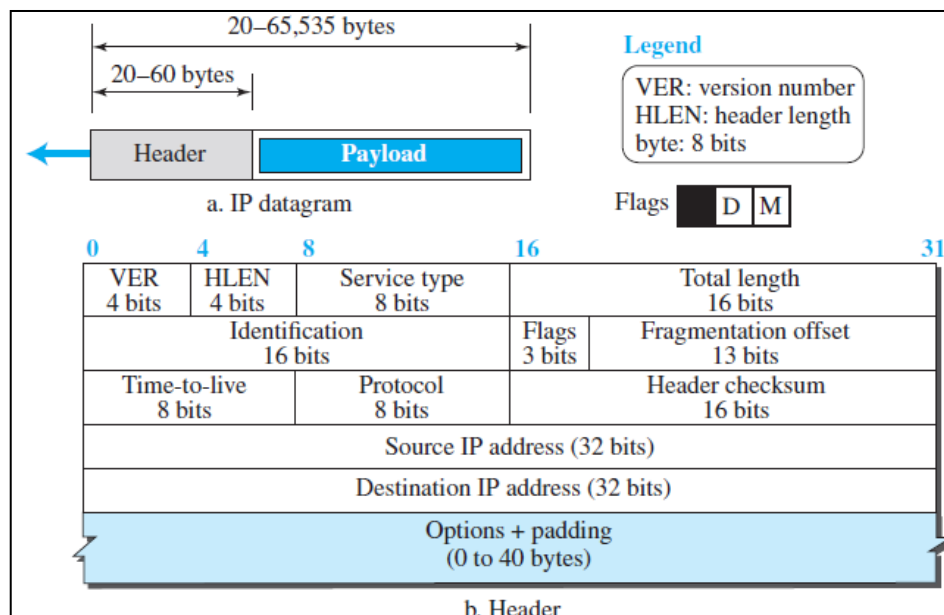 20–65,535 bytes
20–60 bytes
Header
Payload
a. IP datagram
Legend
VER: version number
HLEN: header length
byte: 8 bits
Flags D M
0 4 8 16 31
VER HLEN Service type Total length
4 bits 4 bits 8 bits 16 bits
Identification Flags Fragmentation offset
16 bits 3 bits 13 bits
Time-to-live Protocol Header checksum
8 bits 8 bits 16 bits
Source IP address (32 bits)
Destination IP address (32 bits)
Options + padding
(0 to 40 bytes)
b. Header